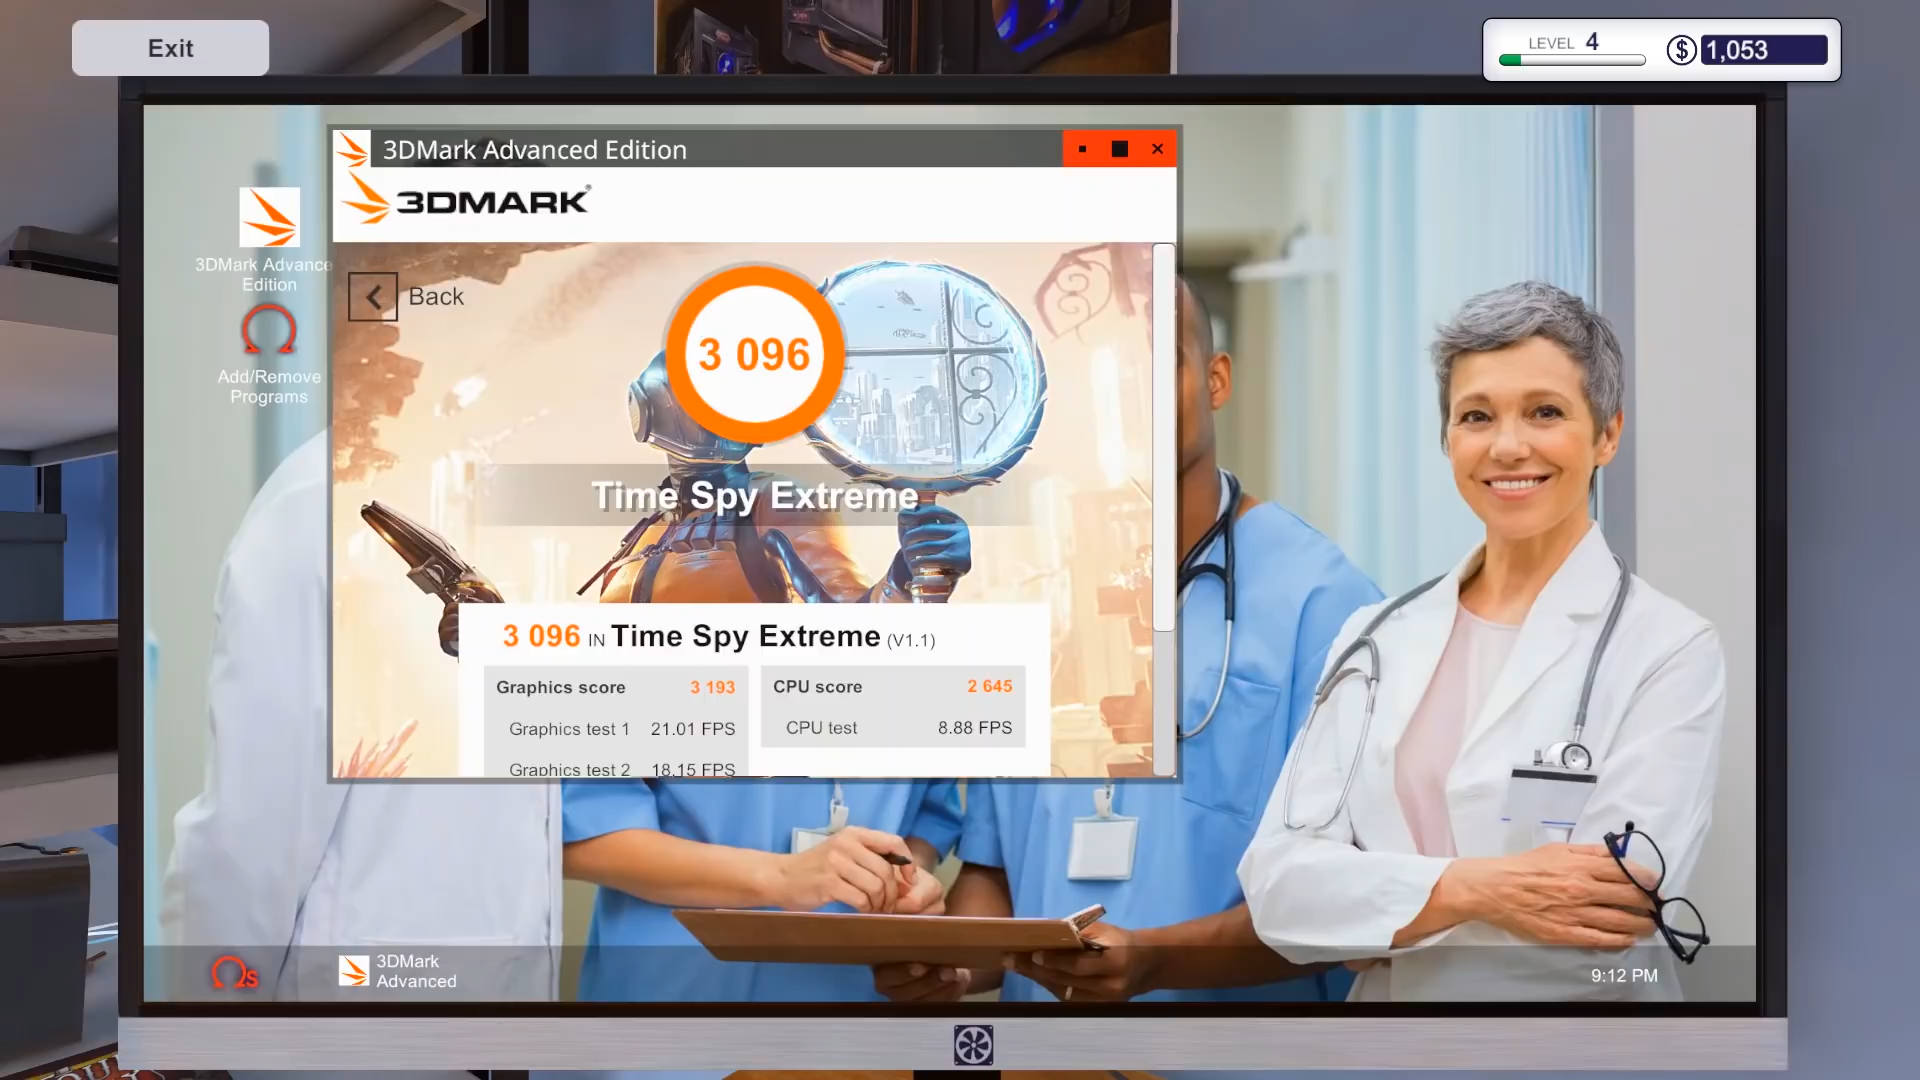 Exit
LEVEL 4
$ 1,053
3DMark Advanced Edition
3DMARK
3DMark Advance
Edition
Back
3 096
Add/Remove
Programs
Time Spy Extreme
3 096 IN Time Spy Extreme (V1.1)
Graphics score 3 193
CPU score 2 645
Graphics test 1 21.01 FPS
CPU test 8.88 FPS
Graphics test 2 18.15 FPS
3DMark
Advanced
9:12 PM